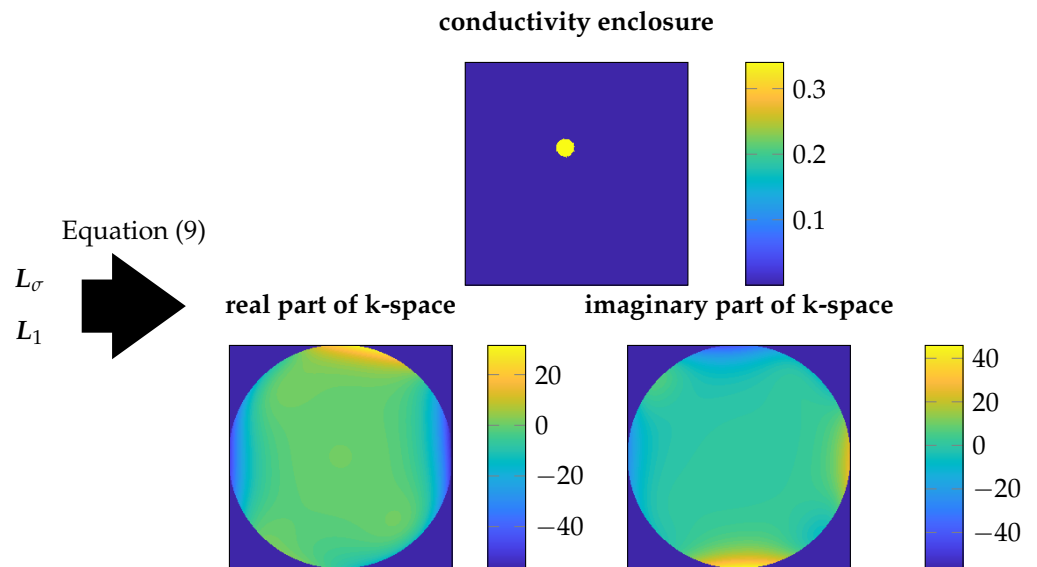 conductivity enclosure
0.3
0.2
0.1
Equation (9)
L_σ
L_1
real part of k-space
imaginary part of k-space
20
0
−20
−40
40
20
0
−20
−40